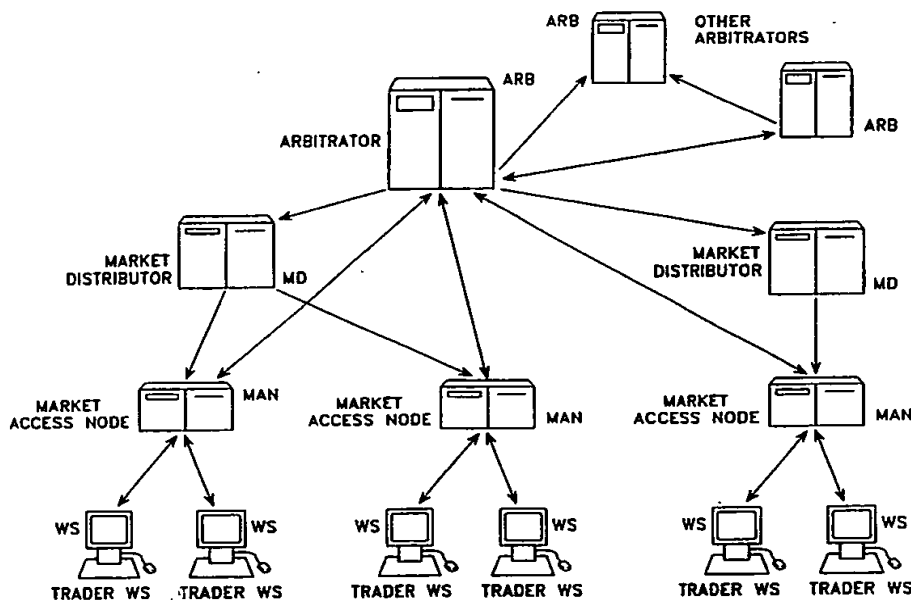 ARB
OTHER
ARBITRATORS
ARB
ARBITRATOR
ARB
MARKET
DISTRIBUTOR
MD
MARKET
DISTRIBUTOR
MD
MARKET
ACCESS NODE
MAN
MARKET
ACCESS NODE
MAN
MARKET
ACCESS NODE
MAN
WS
WS
WS
WS
WS
WS
TRADER WS
TRADER WS
TRADER WS
TRADER WS
TRADER WS
TRADER WS